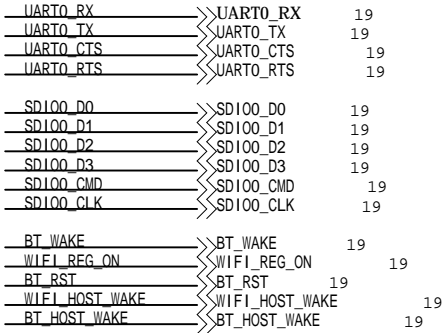 UART0_RX UART0_RX 19
UART0_TX UART0_TX 19
UART0_CTS UART0_CTS 19
UART0_RTS UART0_RTS 19
SDIO0_D0 SDIO0_D0 19
SDIO0_D1 SDIO0_D1 19
SDIO0_D2 SDIO0_D2 19
SDIO0_D3 SDIO0_D3 19
SDIO0_CMD SDIO0_CMD 19
SDIO0_CLK SDIO0_CLK 19
BT_WAKE BT_WAKE 19
WIFI_REG_ON WIFI_REG_ON 19
BT_RST BT_RST 19
WIFI_HOST_WAKE WIFI_HOST_WAKE 19
BT_HOST_WAKE BT_HOST_WAKE 19